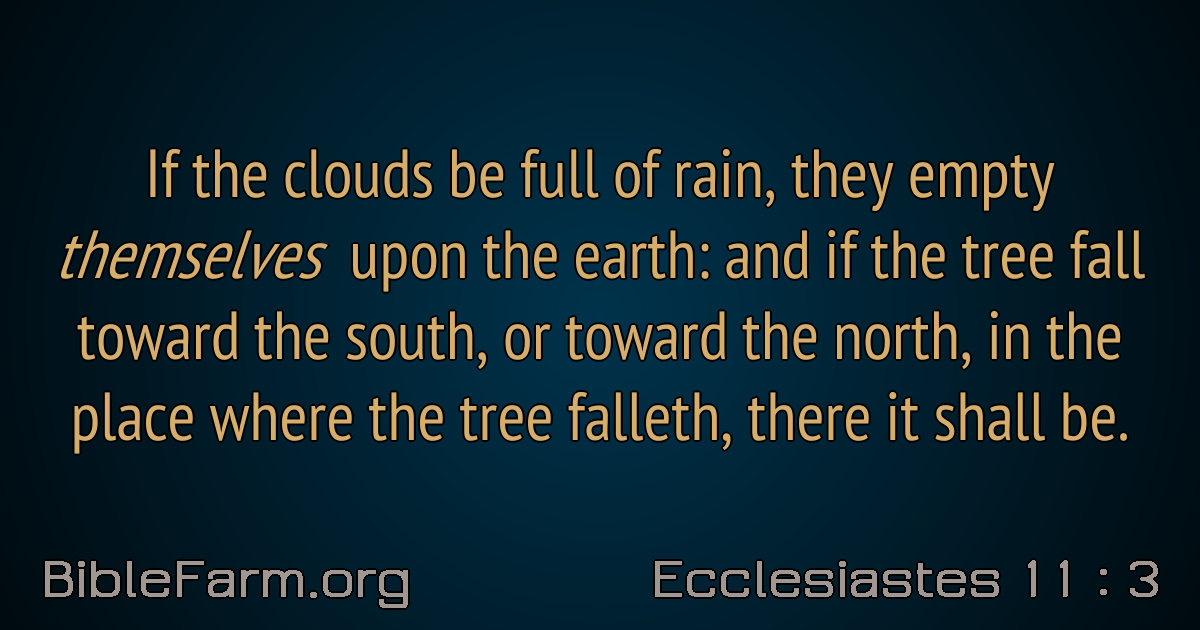 If the clouds be full of rain, they empty
themselves upon the earth: and if the tree fall
toward the south, or toward the north, in the
place where the tree falleth, there it shall be.
BibleFarm.org
Ecclesiastes 11 : 3